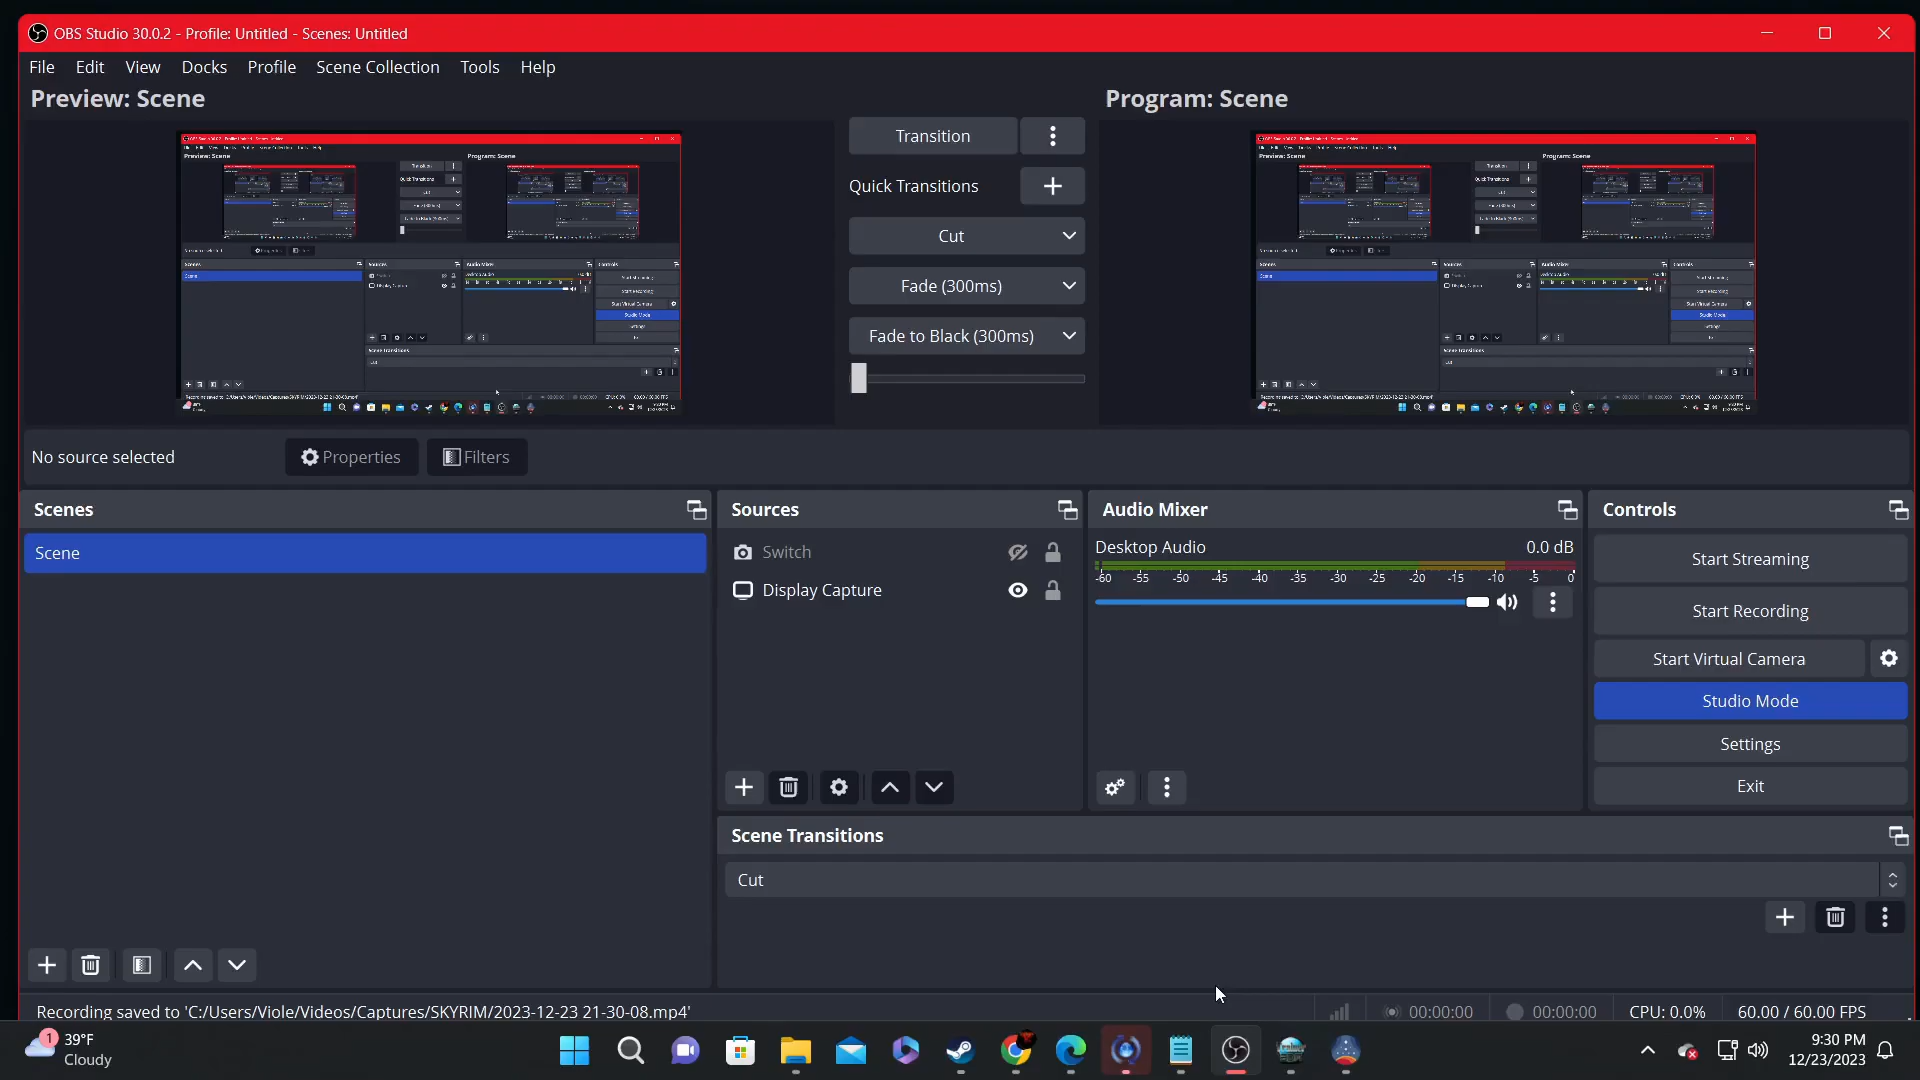 OBS Studio 30.0.2 - Profile: Untitled - Scenes: Untitled
File Edit View Docks Profile Scene Collection Tools Help
Preview: Scene
Program: Scene
Transition
Quick Transitions
Cut
Fade (300ms)
Fade to Black (300ms)
No source selected
Properties
Filters
Scenes
Scene
Sources
Switch
Display Capture
Audio Mixer
Desktop Audio 0.0 dB
-60 -55 -50 -45 -40 -35 -30 -25 -20 -15 -10 -5 0
Controls
Start Streaming
Start Recording
Start Virtual Camera
Studio Mode
Settings
Exit
Scene Transitions
Cut
Recording saved to 'C:/Users/Viole/Videos/Captures/SKYRIM/2023-12-23 21-30-08.mp4'
00:00:00
00:00:00
CPU: 0.0%
60.00 / 60.00 FPS
1
39°F
Cloudy
9:30 PM
12/23/2023